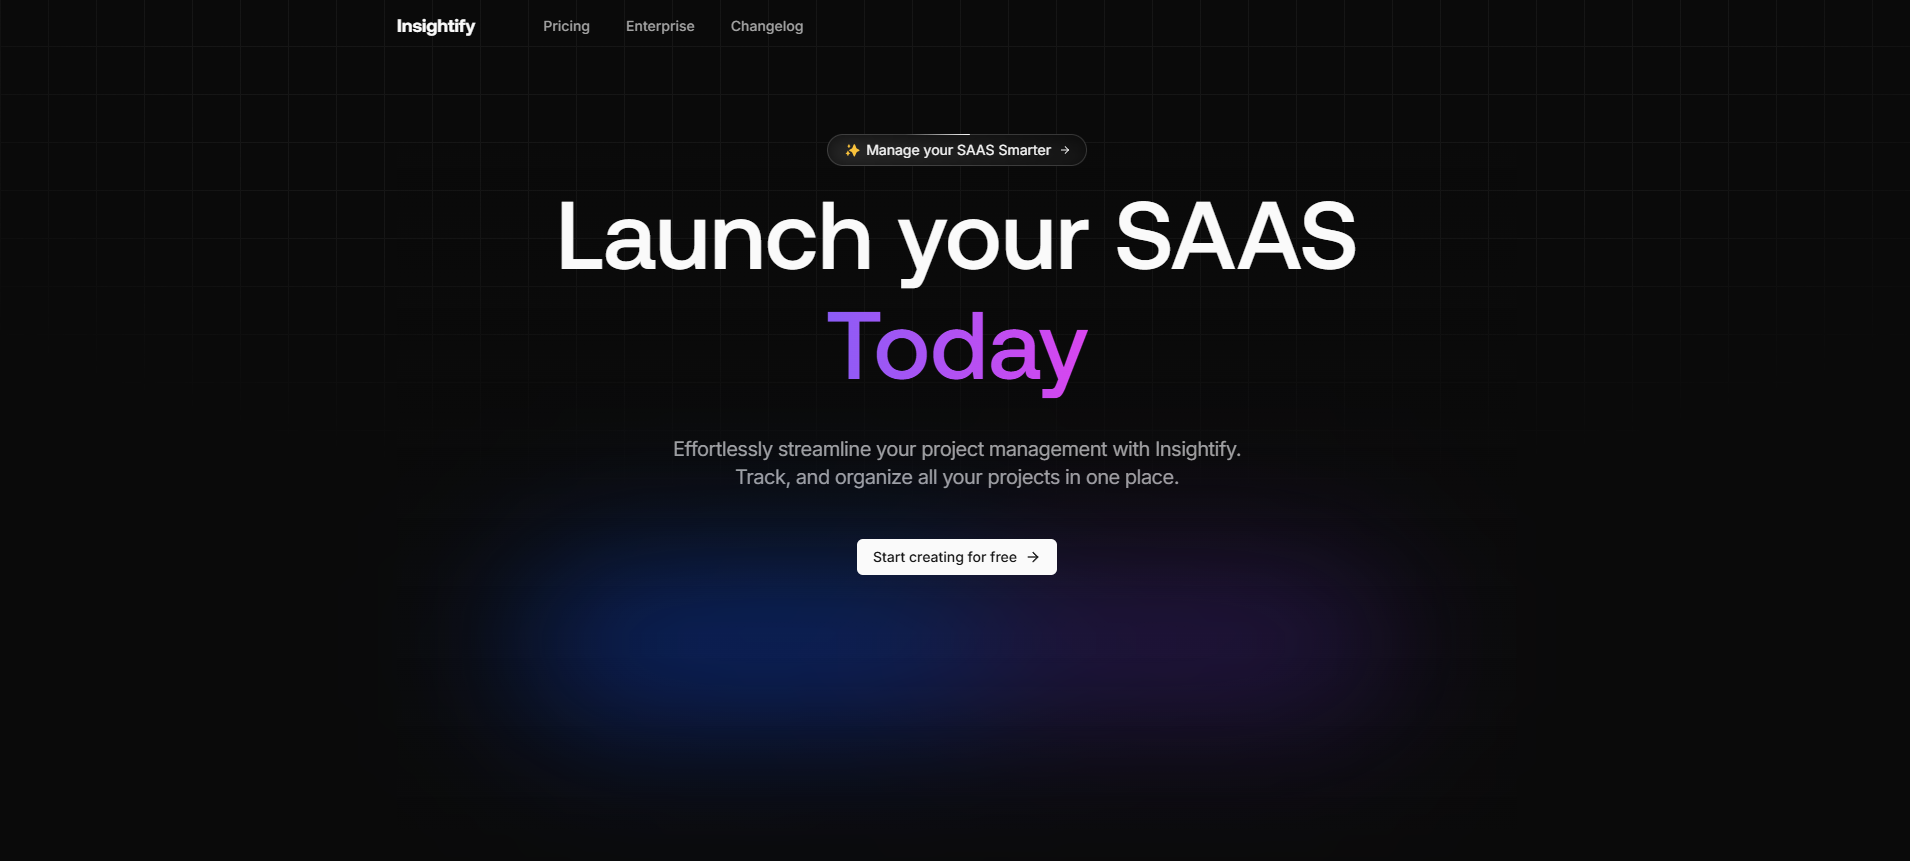 Insightify
Pricing
Enterprise
Changelog
✨ Manage your SAAS Smarter →
Launch your SAAS
Today
Effortlessly streamline your project management with Insightify.
Track, and organize all your projects in one place.
Start creating for free →